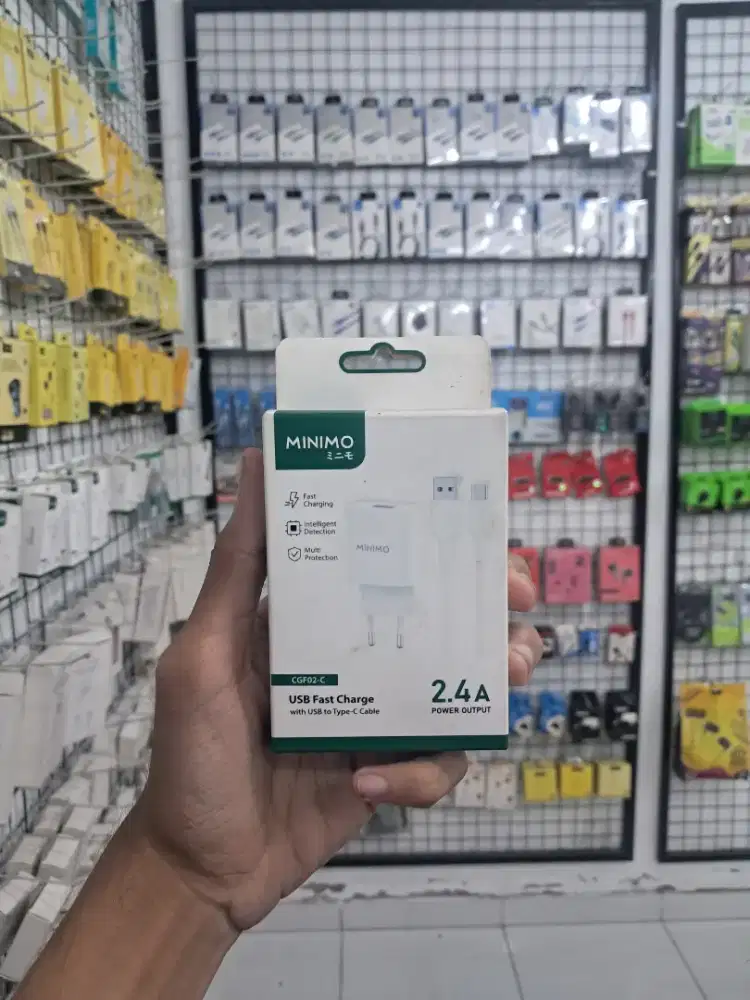 MINIMO
ミニモ
Fast
Charging
Intelligent
Detection
Multi
Protection
MINIMO
CGF02-C
USB Fast Charge
with USB to Type-C Cable
2.4A
POWER OUTPUT